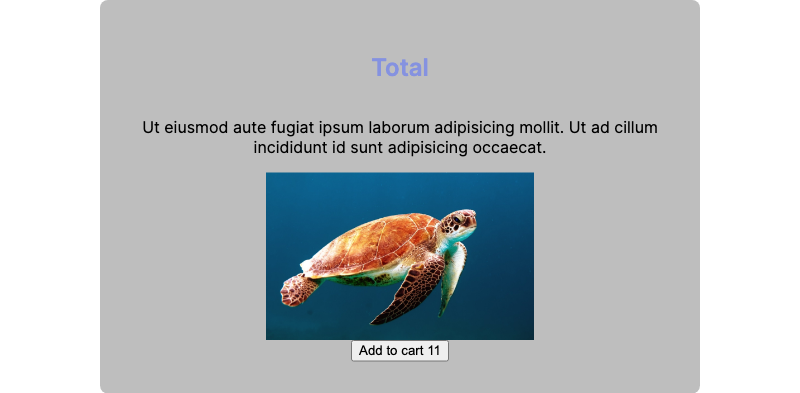 Total
Ut eiusmod aute fugiat ipsum laborum adipisicing mollit. Ut ad cillum
incididunt id sunt adipisicing occaecat.
Add to cart 11